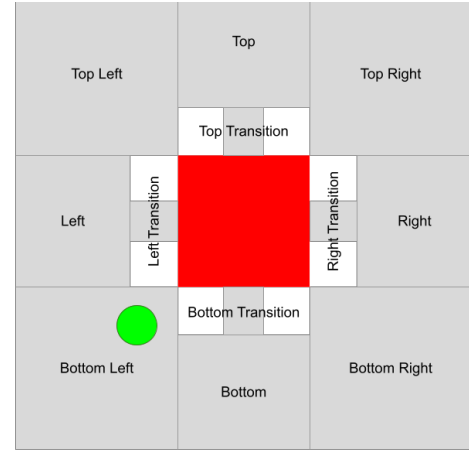 Top
Top Left
Top Right
Top Transition
Left
Left Transition
Right Transition
Right
Bottom Transition
Bottom Left
Bottom Right
Bottom